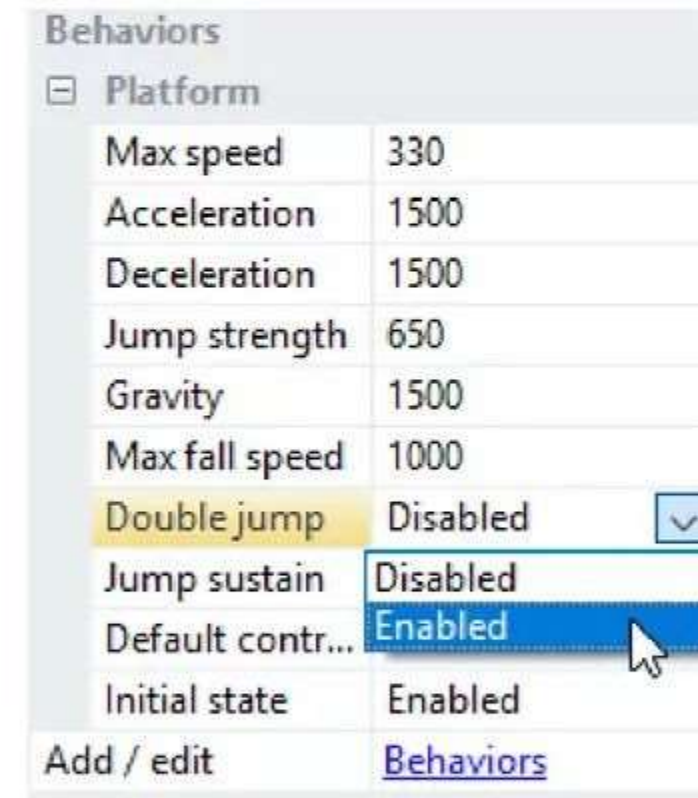 Behaviors
Platform
Max speed 330
Acceleration 1500
Deceleration 1500
Jump strength 650
Gravity 1500
Max fall speed 1000
Double jump Disabled
Jump sustain Disabled
Default contr... Enabled
Initial state Enabled
Add / edit Behaviors